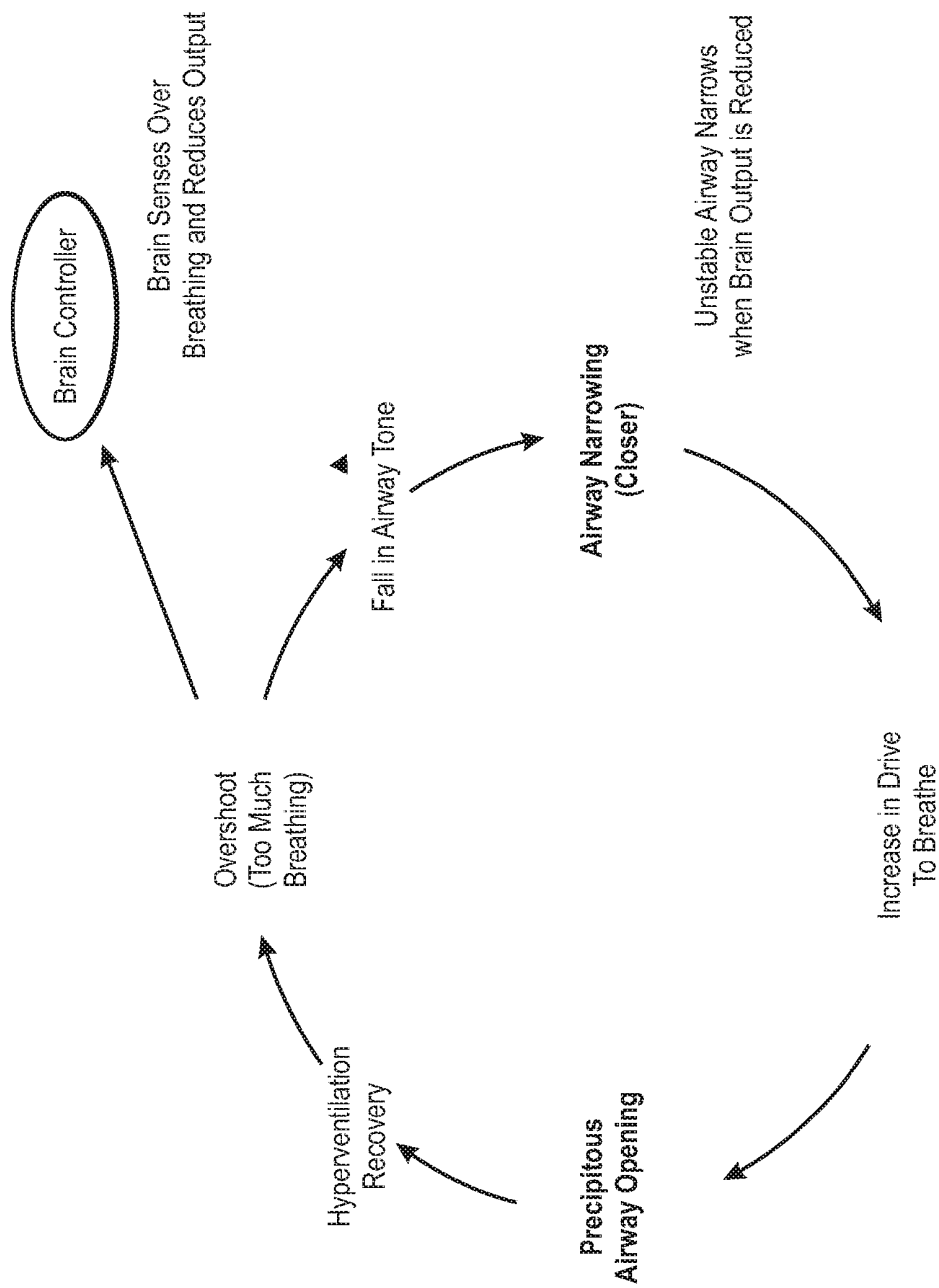 Brain Controller
Brain Senses Over
Breathing and Reduces Output
Overshoot
(Too Much
Breathing)
Fall in Airway Tone
Hyperventilation
Recovery
Airway Narrowing
(Closer)
Unstable Airway Narrows
when Brain Output is Reduced
Precipitous
Airway Opening
Increase in Drive
To Breathe